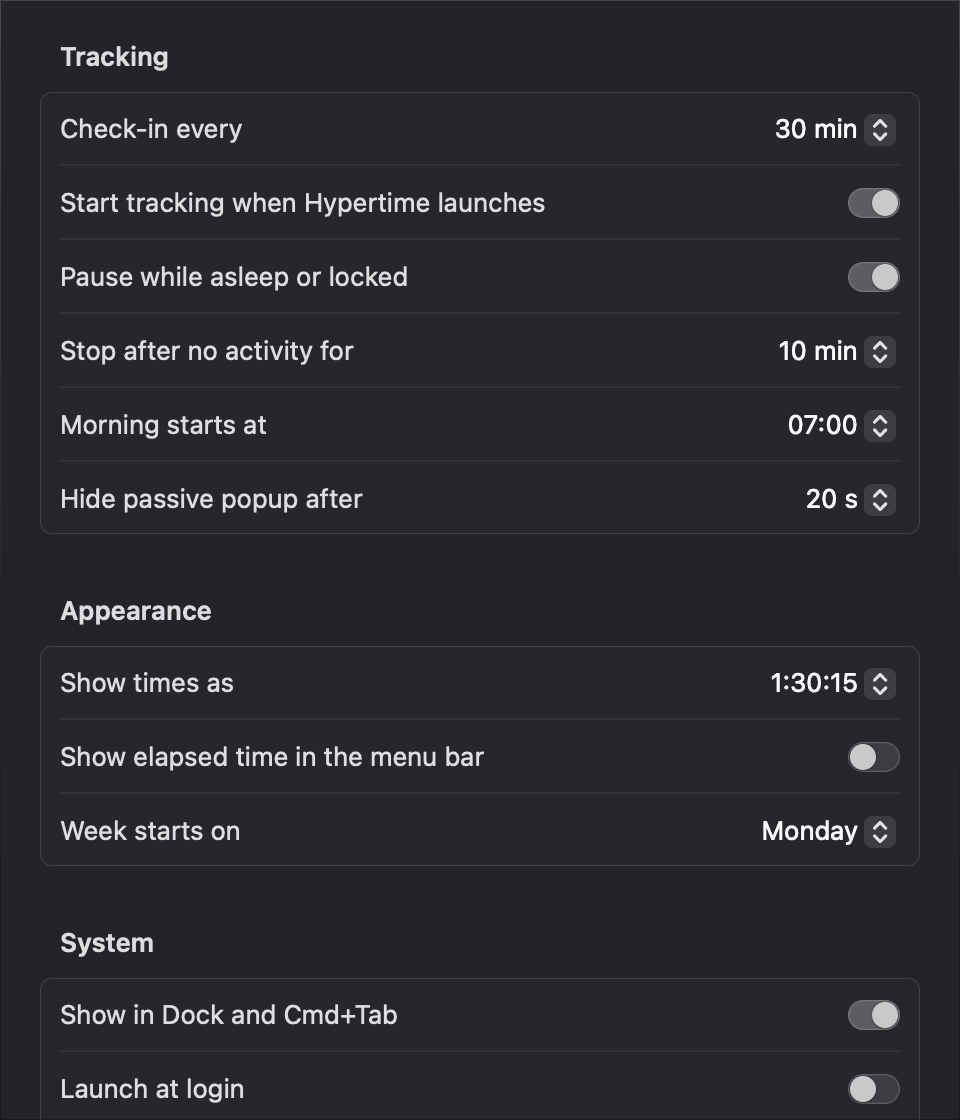 Tracking
Check-in every 30 min
Start tracking when Hypertime launches
Pause while asleep or locked
Stop after no activity for 10 min
Morning starts at 07:00
Hide passive popup after 20 s
Appearance
Show times as 1:30:15
Show elapsed time in the menu bar
Week starts on Monday
System
Show in Dock and Cmd+Tab
Launch at login